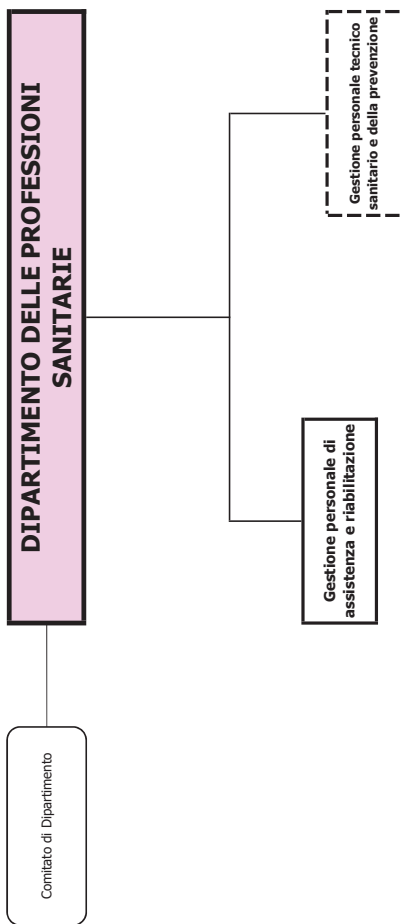 DIPARTIMENTO DELLE PROFESSIONI
SANITARIE
Comitato di Dipartimento
Gestione personale di
assistenza e riabilitazione
Gestione personale tecnico
sanitario e della prevenzione